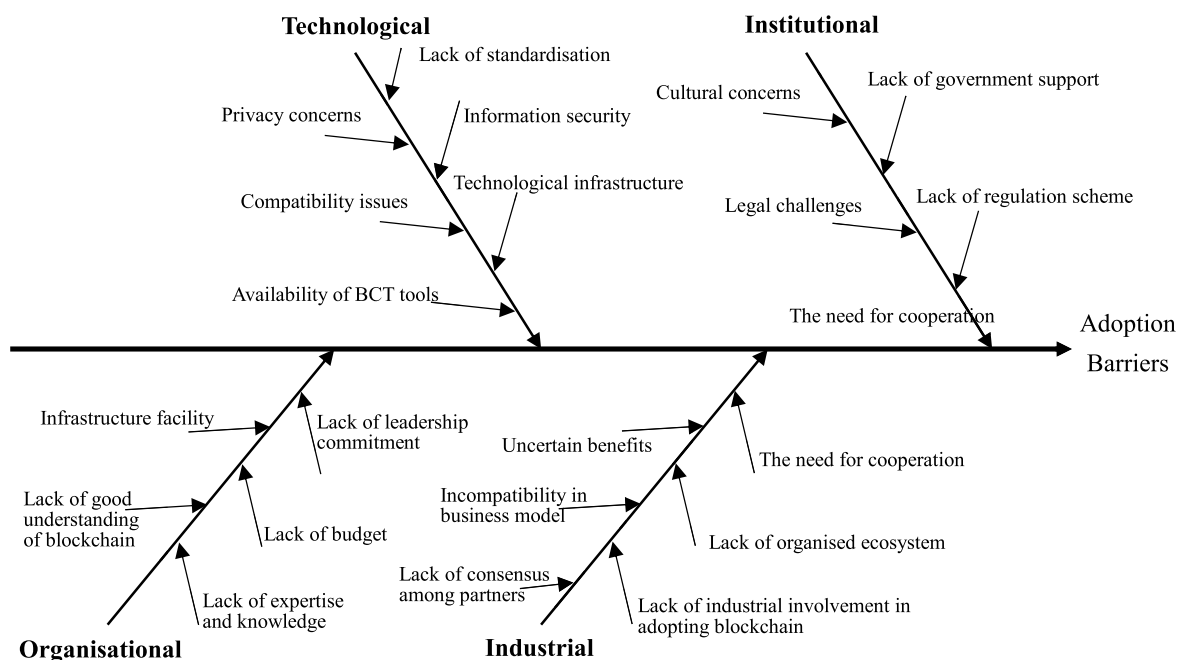 Technological
Lack of standardisation
Privacy concerns
Information security
Technological infrastructure
Compatibility issues
Availability of BCT tools
Institutional
Lack of government support
Cultural concerns
Lack of regulation scheme
Legal challenges
The need for cooperation
Adoption
Barriers
Infrastructure facility
Lack of leadership
commitment
Lack of good
understanding
of blockchain
Lack of budget
Lack of expertise
and knowledge
Organisational
Uncertain benefits
The need for cooperation
Incompatibility in
business model
Lack of organised ecosystem
Lack of consensus
among partners
Lack of industrial involvement in
adopting blockchain
Industrial